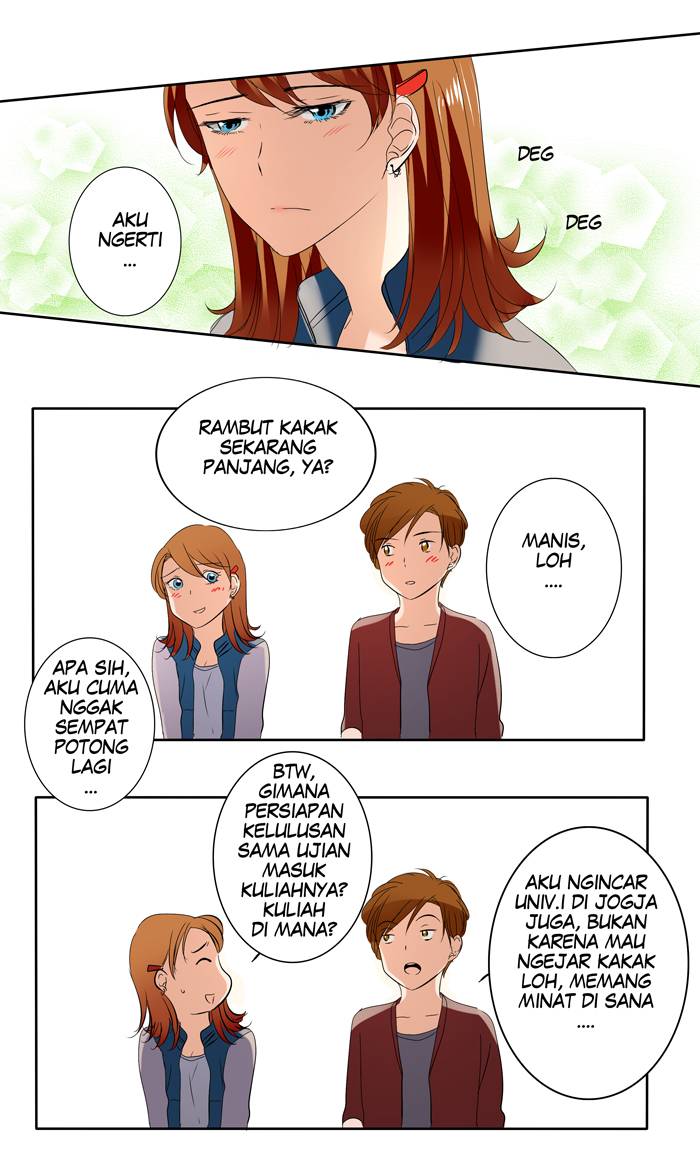 DEG
DEG
AKU
NGERTI
...
RAMBUT KAKAK
SEKARANG
PANJANG, YA?
MANIS,
LOH
....
APA SIH,
AKU CUMA
NGGAK
SEMPAT
POTONG
LAGI
...
BTW,
GIMANA
PERSIAPAN
KELULUSAN
SAMA UJIAN
MASUK
KULIAHNYA?
KULIAH
DI MANA?
AKU NGINCAR
UNIV.I DI JOGJA
JUGA, BUKAN
KARENA MAU
NGEJAR KAKAK
LOH, MEMANG
MINAT DI SANA
....